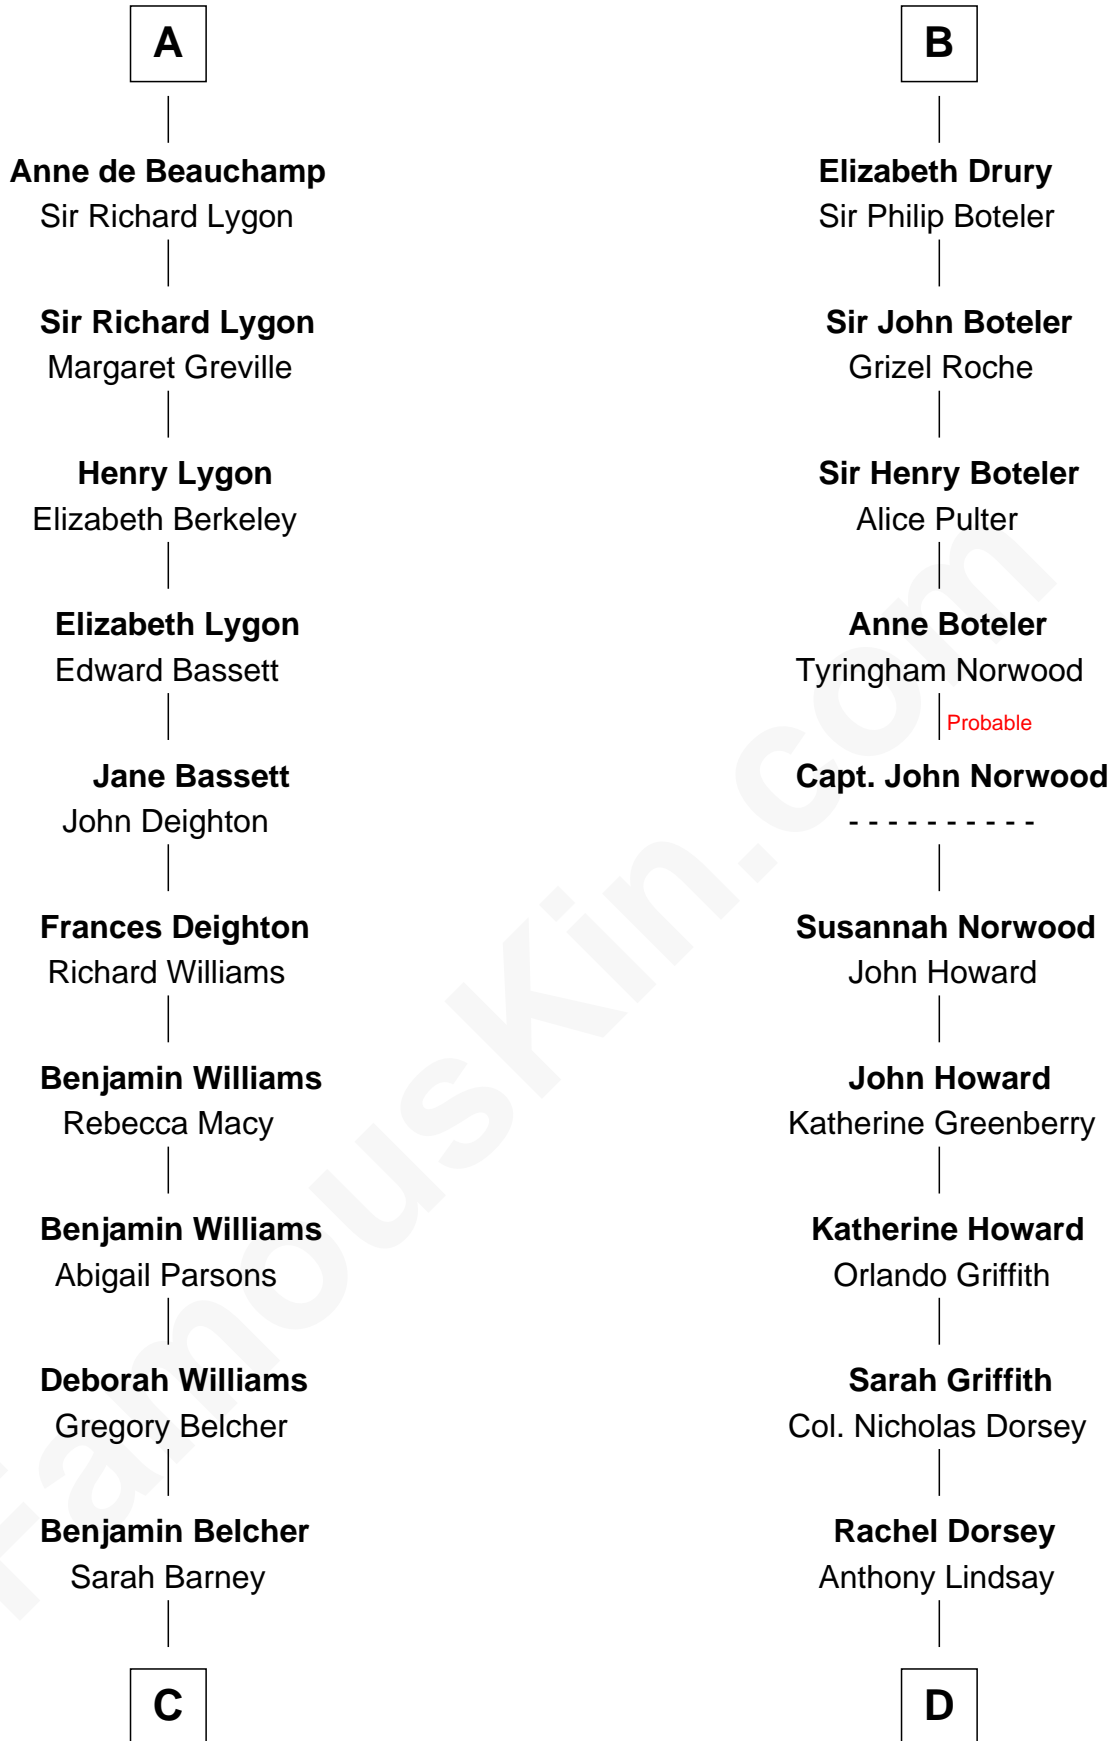 A
Anne de Beauchamp
Sir Richard Lygon
Sir Richard Lygon
Margaret Greville
Henry Lygon
Elizabeth Berkeley
Elizabeth Lygon
Edward Bassett
Jane Bassett
John Deighton
Frances Deighton
Richard Williams
Benjamin Williams
Rebecca Macy
Benjamin Williams
Abigail Parsons
Deborah Williams
Gregory Belcher
Benjamin Belcher
Sarah Barney
C
B
Elizabeth Drury
Sir Philip Boteler
Sir John Boteler
Grizel Roche
Sir Henry Boteler
Alice Pulter
Anne Boteler
Tyringham Norwood
Probable
Capt. John Norwood
- - - - - - - - - -
Susannah Norwood
John Howard
John Howard
Katherine Greenberry
Katherine Howard
Orlando Griffith
Sarah Griffith
Col. Nicholas Dorsey
Rachel Dorsey
Anthony Lindsay
D
FamousKin.com